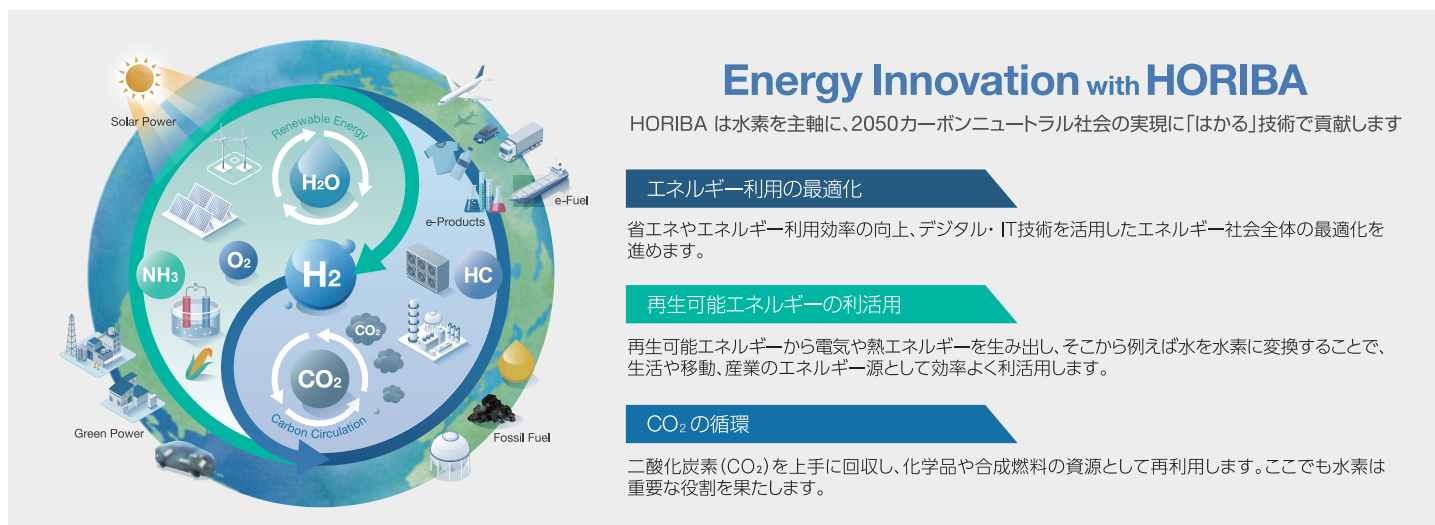 Energy Innovation with HORIBA
HORIBA は水素を主軸に、2050カーボンニュートラル社会の実現に「はかる」技術で貢献します
エネルギー利用の最適化
省エネやエネルギー利用効率の向上、デジタル・IT技術を活用したエネルギー社会全体の最適化を
進めます。
再生可能エネルギーの利活用
再生可能エネルギーから電気や熱エネルギーを生み出し、そこから例えば水を水素に変換することで、
生活や移動、産業のエネルギー源として効率よく利活用します。
CO₂ の循環
二酸化炭素(CO₂)を上手に回収し、化学品や合成燃料の資源として再利用します。ここでも水素は
重要な役割を果たします。
Solar Power
Renewable Energy
H₂O
e-Fuel
e-Products
NH₃
O₂
H₂
HC
CO₂
CO₂
Carbon Circulation
Green Power
Fossil Fuel